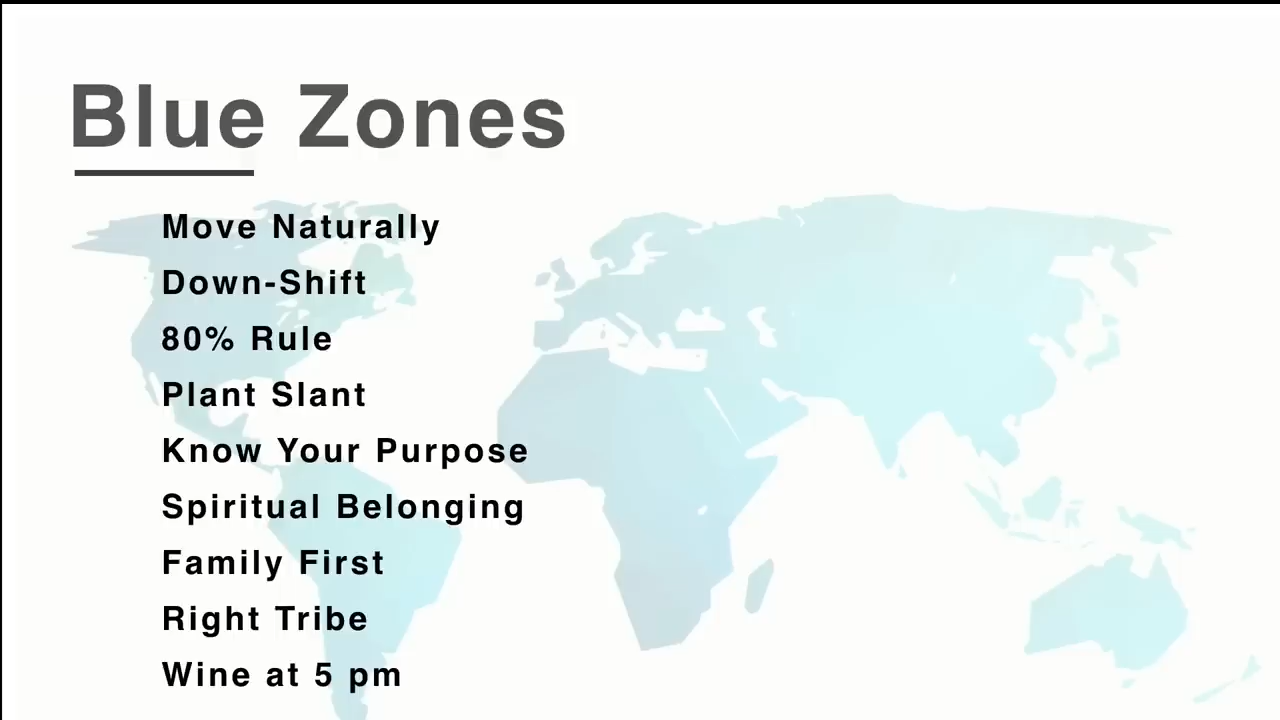 Blue Zones
Move Naturally
Down-Shift
80% Rule
Plant Slant
Know Your Purpose
Spiritual Belonging
Family First
Right Tribe
Wine at 5 pm